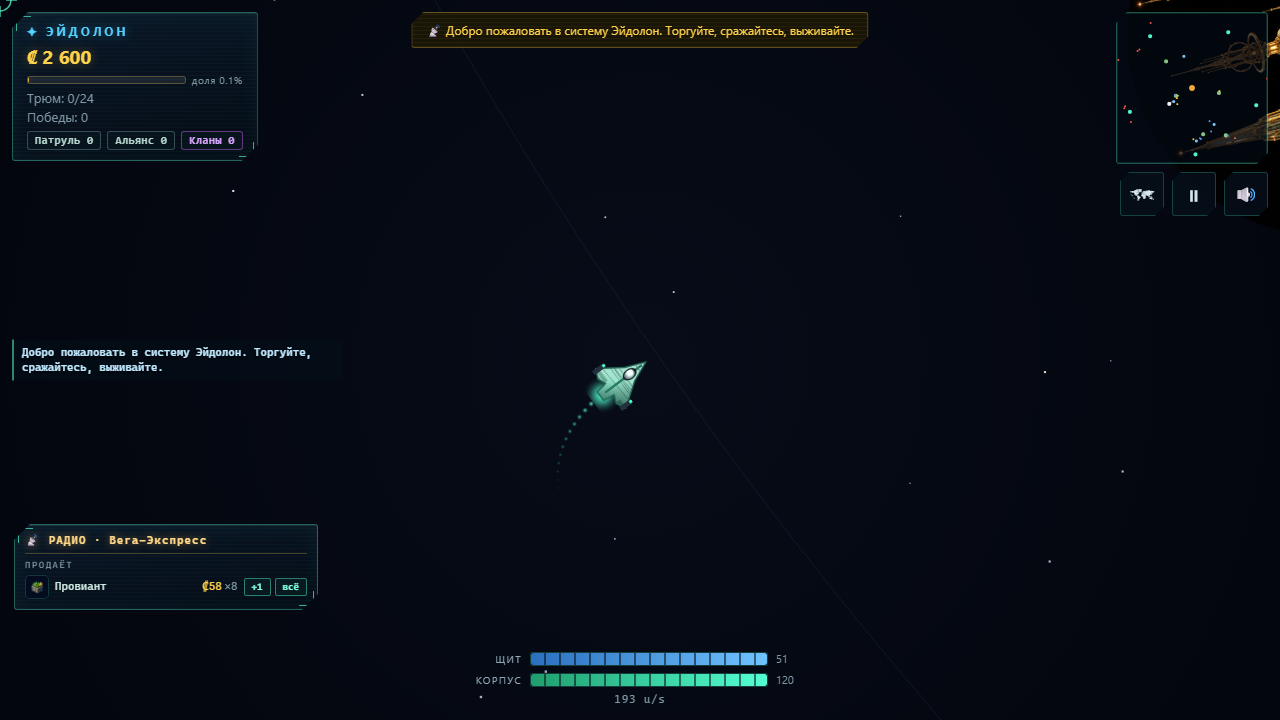 ЭЙДОЛОН
₡ 2 600
доля 0.1%
Трюм: 0/24
Победы: 0
Патруль 0
Альянс 0
Кланы 0
Добро пожаловать в систему Эйдолон. Торгуйте, сражайтесь, выживайте.
Добро пожаловать в систему Эйдолон. Торгуйте,
сражайтесь, выживайте.
РАДИО · Вега-Экспресс
ПРОДАЁТ
Провиант ₡58 ×8 +1 всё
ЩИТ 51
КОРПУС 120
193 u/s